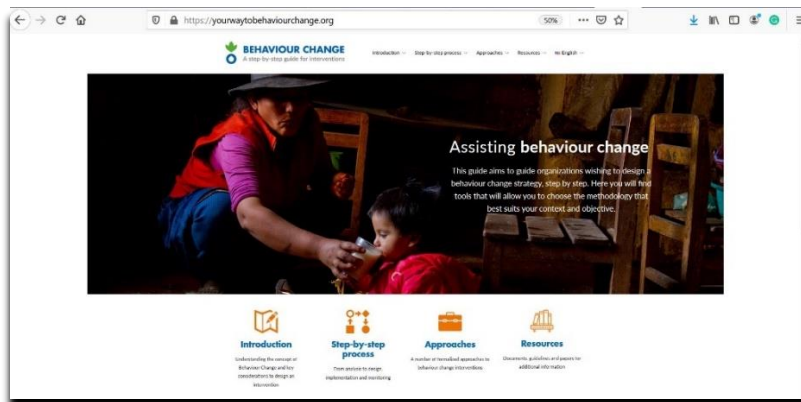 https://yourwaytobehaviourchange.org
50%
BEHAVIOUR CHANGE
A step-by-step guide for interventions
Introduction Step-by-step process Approaches Resources English
Assisting behaviour change
This guide aims to guide organizations wishing to design a
behaviour change strategy, step by step. Here you will find
tools that will allow you to choose the methodology that
best suits your context and objective.
Introduction
Understanding the concept of
Behaviour Change and key
considerations to design an
intervention
Step-by-step
process
From analysis to design,
implementation and monitoring
Approaches
A number of formalized approaches to
behaviour change interventions
Resources
Documents, guidelines and papers for
additional information